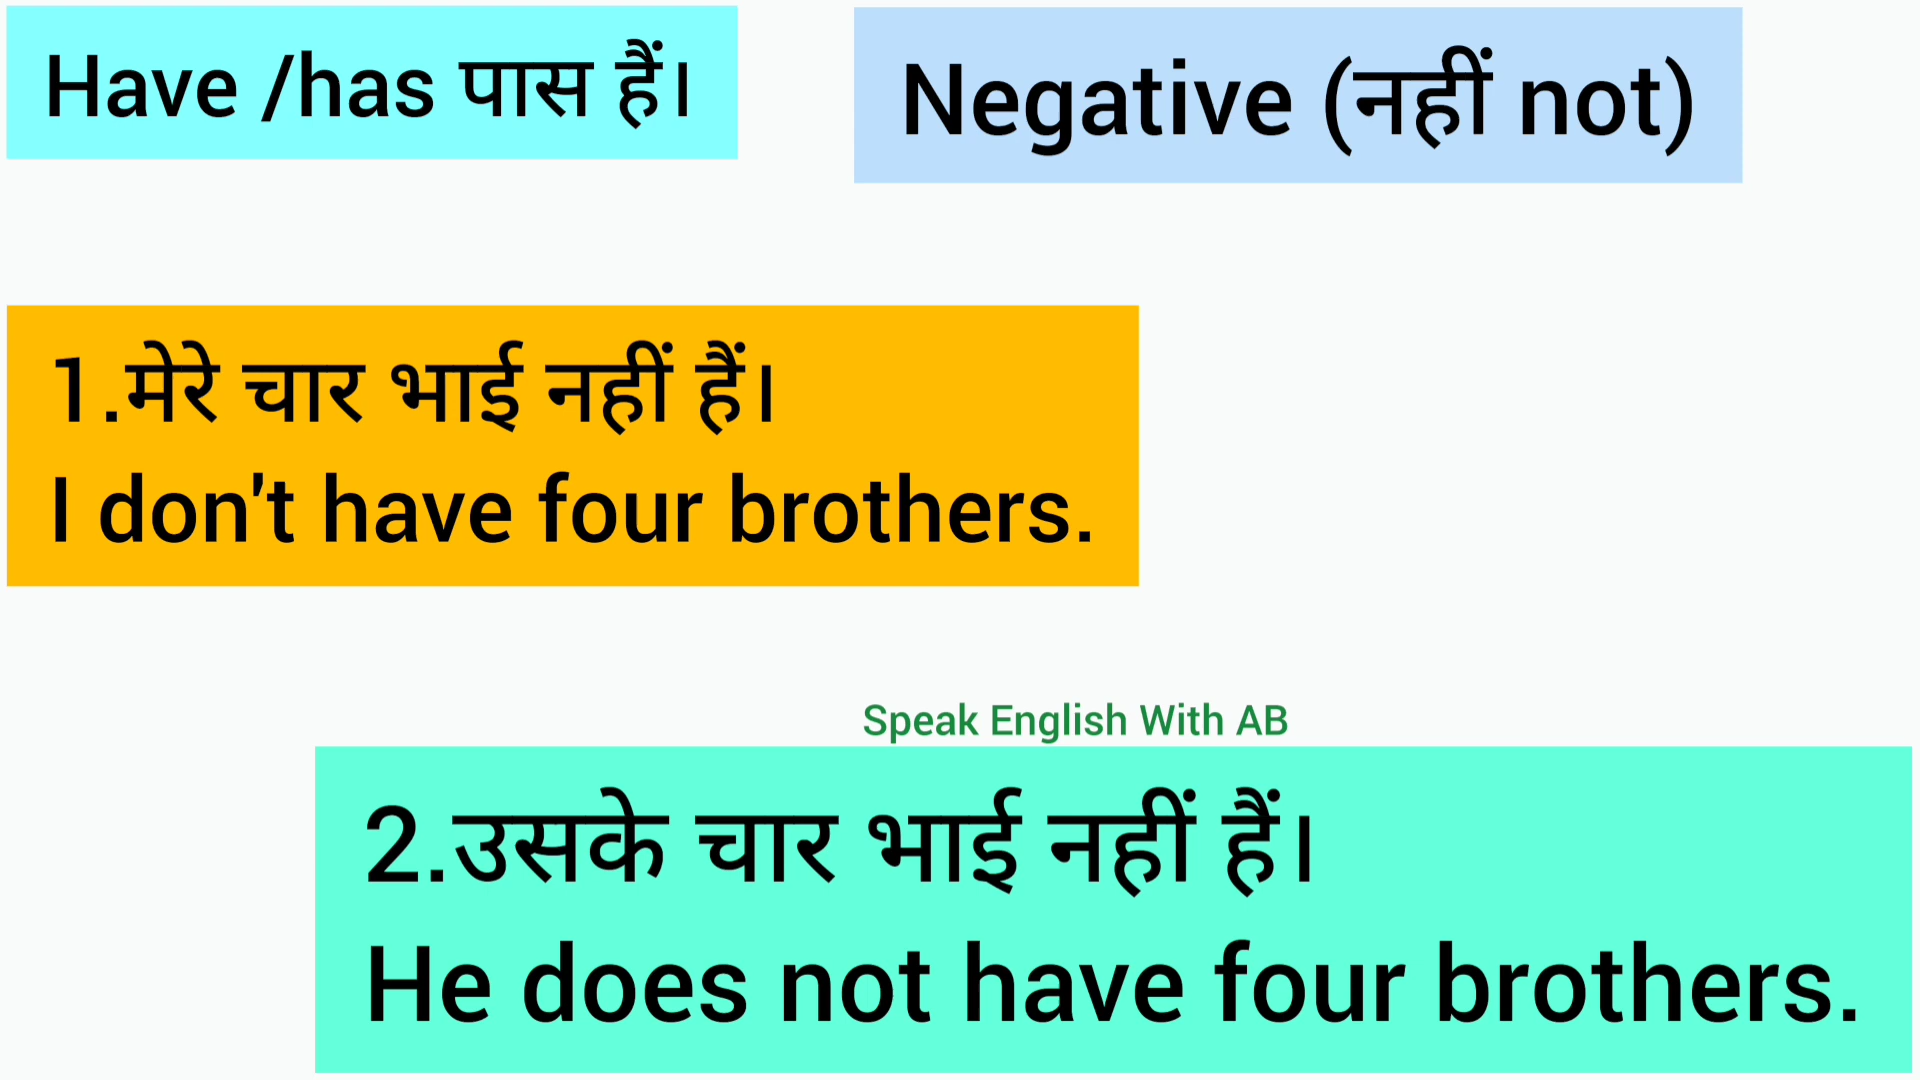 Have /has पास हैं।
Negative (नहीं not)
1.मेरे चार भाई नहीं हैं।
I don't have four brothers.
Speak English With AB
2.उसके चार भाई नहीं हैं।
He does not have four brothers.